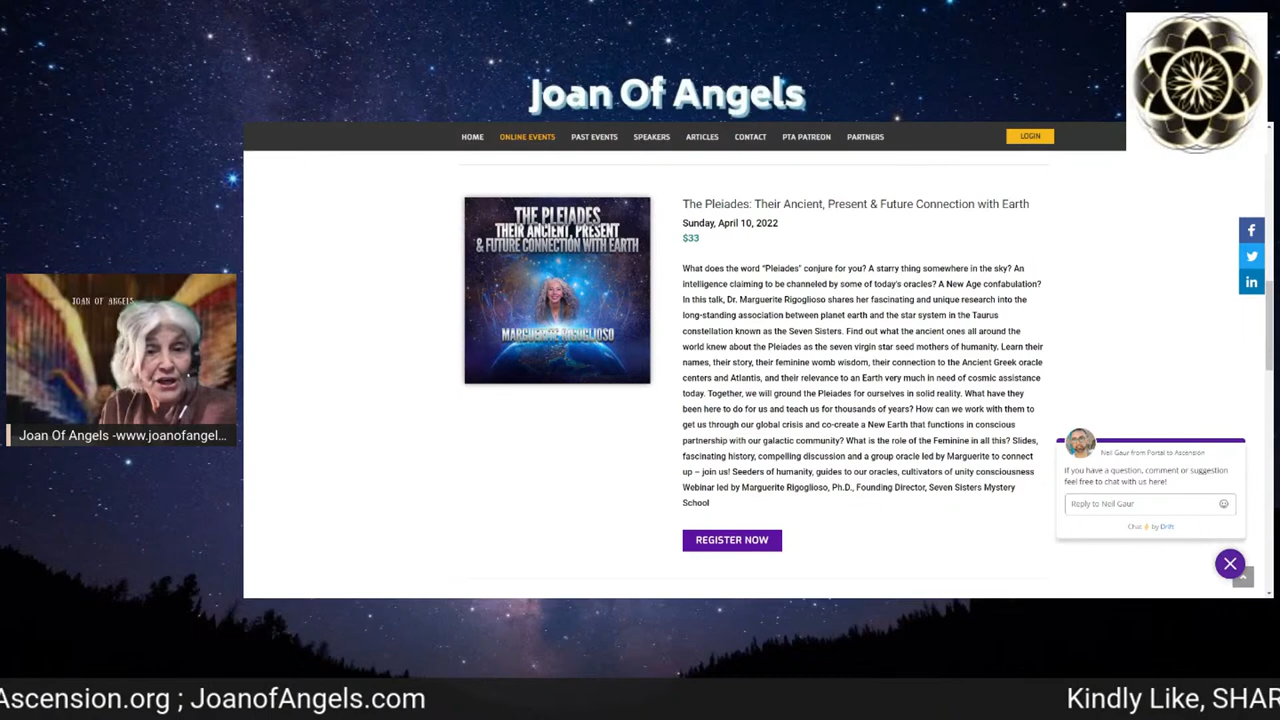 Joan Of Angels
HOME ONLINE EVENTS PAST EVENTS SPEAKERS ARTICLES CONTACT PTA PATREON PARTNERS LOGIN
THE PLEIADES
THEIR ANCIENT, PRESENT
& FUTURE CONNECTION WITH EARTH
MARGUERITE RIGOGLIOSO
The Pleiades: Their Ancient, Present & Future Connection with Earth
Sunday, April 10, 2022
$33
What does the word "Pleiades" conjure for you? A starry thing somewhere in the sky? An
intelligence claiming to be channeled by some of today's oracles? A New Age confabulation?
In this talk, Dr. Marguerite Rigoglioso shares her fascinating and unique research into the
long-standing association between planet earth and the star system in the Taurus
constellation known as the Seven Sisters. Find out what the ancient ones all around the
world knew about the Pleiades as the seven virgin star seed mothers of humanity. Learn their
names, their story, their feminine womb wisdom, their connection to the Ancient Greek oracle
centers and Atlantis, and their relevance to an Earth very much in need of cosmic assistance
today. Together, we will ground the Pleiades for ourselves in solid reality. What have they
been here to do for us and teach us for thousands of years? How can we work with them to
get us through our global crisis and co-create a New Earth that functions in conscious
partnership with our galactic community? What is the role of the Feminine in all this? Slides,
fascinating history, compelling discussion and a group oracle led by Marguerite to connect
up – join us! Seeders of humanity, guides to our oracles, cultivators of unity consciousness
Webinar led by Marguerite Rigoglioso, Ph.D., Founding Director, Seven Sisters Mystery
School
REGISTER NOW
JOAN OF ANGELS
Joan Of Angels -www.joanofangel...
Neil Gaur from Portal to Ascension
If you have a question, comment or suggestion
feel free to chat with us here!
Reply to Neil Gaur
Chat by Drift
Ascension.org ; JoanofAngels.com
Kindly Like, SHAR